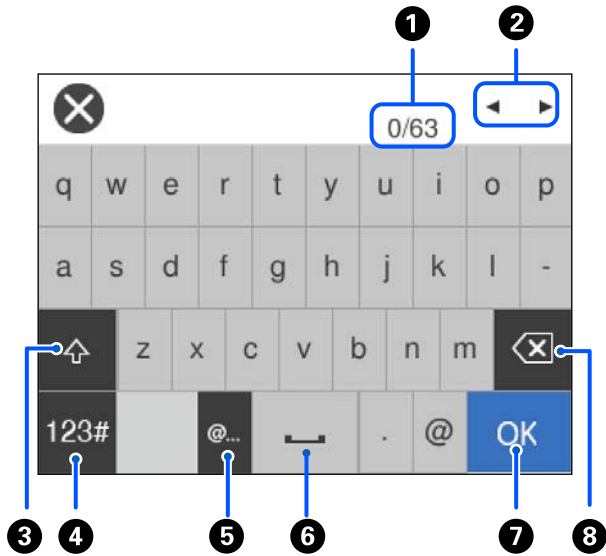 1 2
0/63
q w e r t y u i o p
a s d f g h j k l -
z x c v b n m
123# @... . @ OK
3 4 5 6 7 8